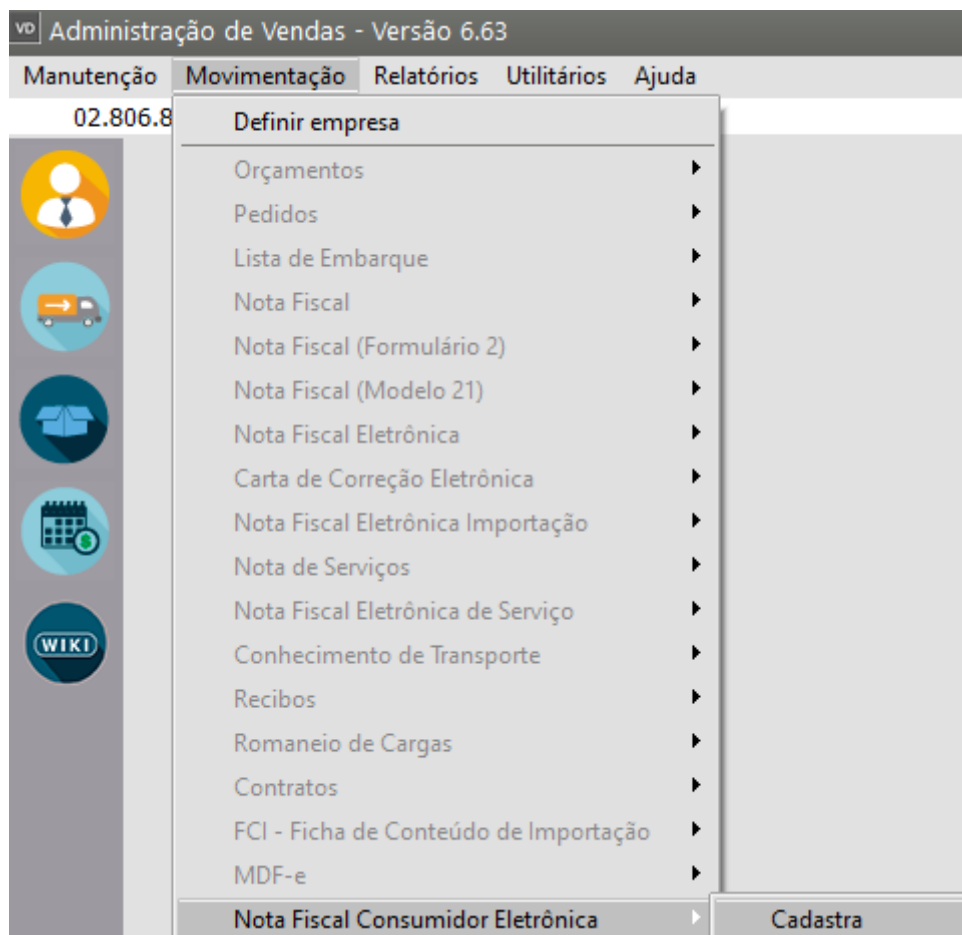 VD Administração de Vendas - Versão 6.63
Manutenção Movimentação Relatórios Utilitários Ajuda
02.806.8
Definir empresa
Orçamentos
Pedidos
Lista de Embarque
Nota Fiscal
Nota Fiscal (Formulário 2)
Nota Fiscal (Modelo 21)
Nota Fiscal Eletrônica
Carta de Correção Eletrônica
Nota Fiscal Eletrônica Importação
Nota de Serviços
Nota Fiscal Eletrônica de Serviço
WIKI
Conhecimento de Transporte
Recibos
Romaneio de Cargas
Contratos
FCI - Ficha de Conteúdo de Importação
MDF-e
Nota Fiscal Consumidor Eletrônica Cadastra